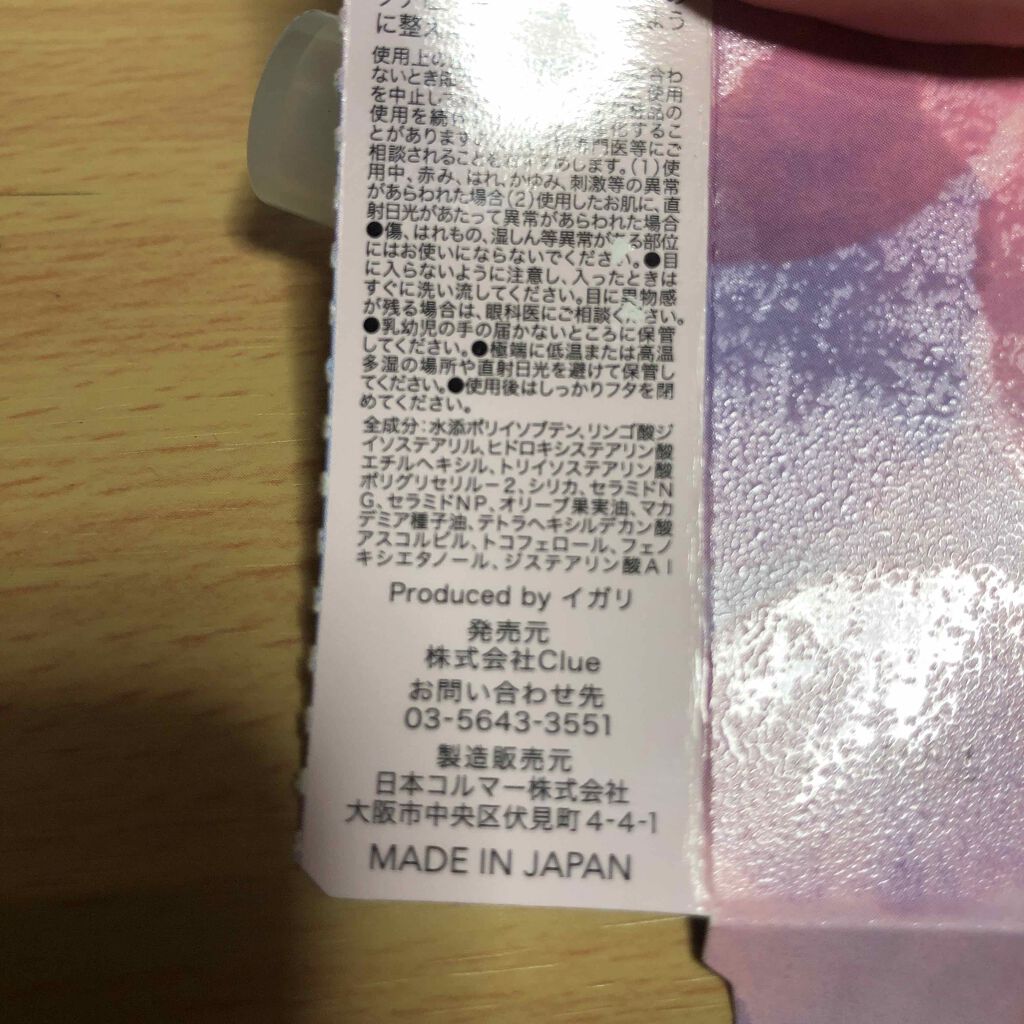 に整え
使用上の
ないとき
を中止し
使用を続
とがあります
相談されることをおすすめします。(1)使
用中、赤み、はれ、かゆみ、刺激等の異常
があらわれた場合(2)使用したお肌に、直
射日光があたって異常があらわれた場合
●傷、はれもの、湿しん等異常がある部位
にはお使いにならないでください。●目
に入らないように注意し、入ったときは
すぐに洗い流してください。目に異物感
が残る場合は、眼科医にご相談ください。
●乳幼児の手の届かないところに保管
してください。●極端に低温または高温
多湿の場所や直射日光を避けて保管し
てください。●使用後はしっかりフタを閉
めてください。
全成分:水添ポリイソブテン、リンゴ酸ジ
イソステアリル、ヒドロキシステアリン酸
エチルヘキシル、トリイソステアリン酸
ポリグリセリル-2、シリカ、セラミドN
G、セラミドNP、オリーブ果実油、マカ
デミア種子油、テトラヘキシルデカン酸
アスコルビル、トコフェロール、フェノ
キシエタノール、ジステアリン酸Al
Produced by イガリ
発売元
株式会社Clue
お問い合わせ先
03-5643-3551
製造販売元
日本コルマー株式会社
大阪市中央区伏見町4-4-1
MADE IN JAPAN